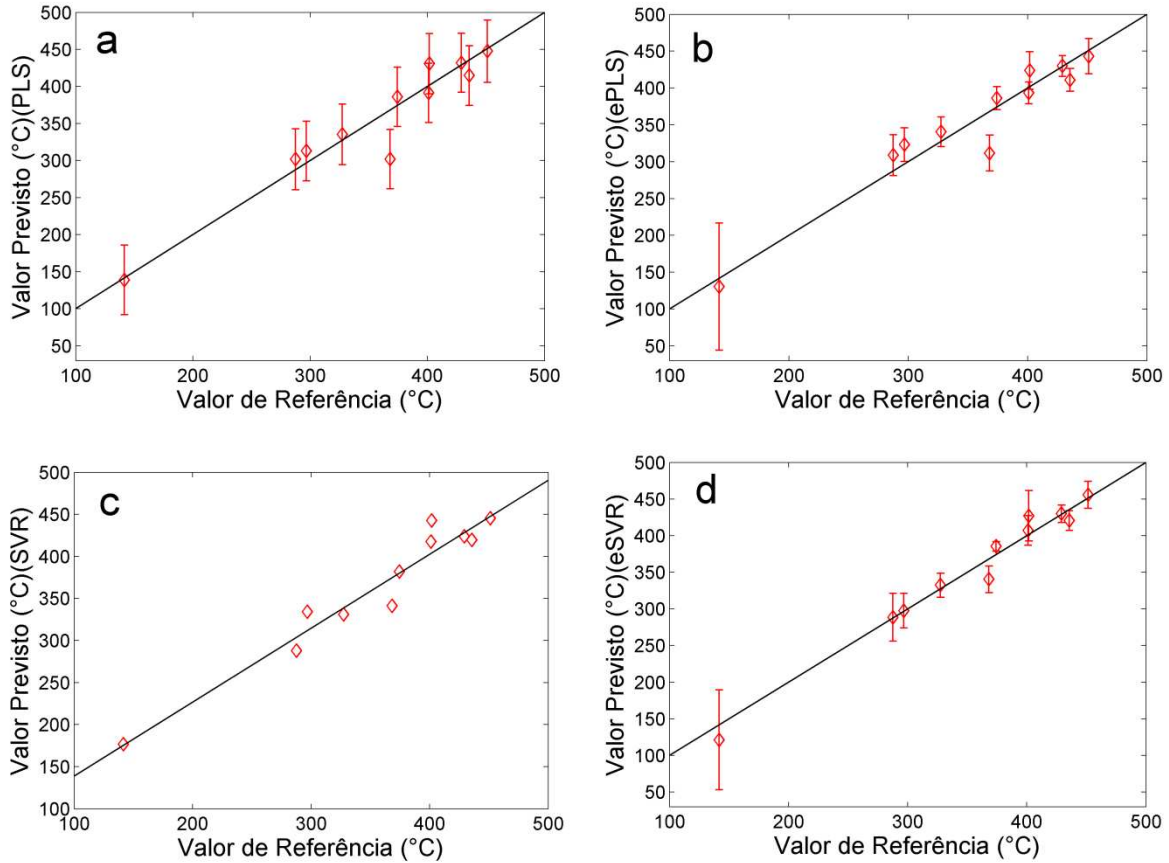 a
Valor Previsto (°C)(PLS)
500
450
400
350
300
250
200
150
100
50
100 200 300 400 500
Valor de Referência (°C)
b
Valor Previsto (°C)(ePLS)
500
450
400
350
300
250
200
150
100
50
100 200 300 400 500
Valor de Referência (°C)
c
Valor Previsto (°C)(SVR)
500
450
400
350
300
250
200
150
100
100 200 300 400 500
Valor de Referência (°C)
d
Valor Previsto (°C)(eSVR)
500
450
400
350
300
250
200
150
100
50
100 200 300 400 500
Valor de Referência (°C)